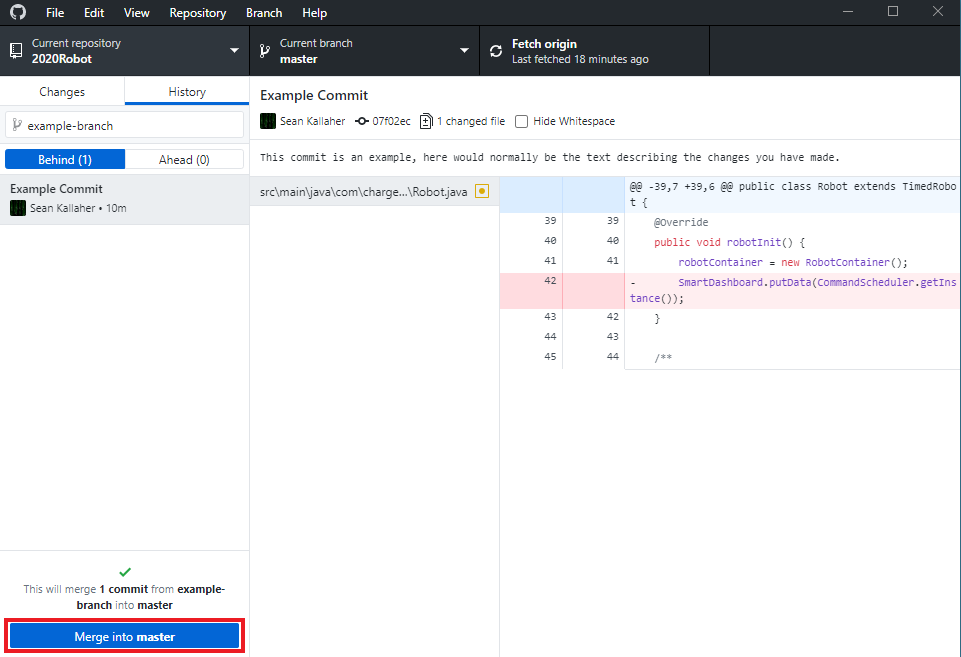 File Edit View Repository Branch Help
Current repository
2020Robot
Current branch
master
Fetch origin
Last fetched 18 minutes ago
Changes History
example-branch
Behind (1) Ahead (0)
Example Commit
Sean Kallaher • 10m
This will merge 1 commit from example-
branch into master
Merge into master
Example Commit
Sean Kallaher 07f02ec 1 changed file Hide Whitespace
This commit is an example, here would normally be the text describing the changes you have made.
src\main\java\com\charge...\Robot.java
@@ -39,7 +39,6 @@ public class Robot extends TimedRobo
t {
39 39 @Override
40 40 public void robotInit() {
41 41 robotContainer = new RobotContainer();
42 - SmartDashboard.putData(CommandScheduler.getIns
tance());
43 42 }
44 43
45 44 /**